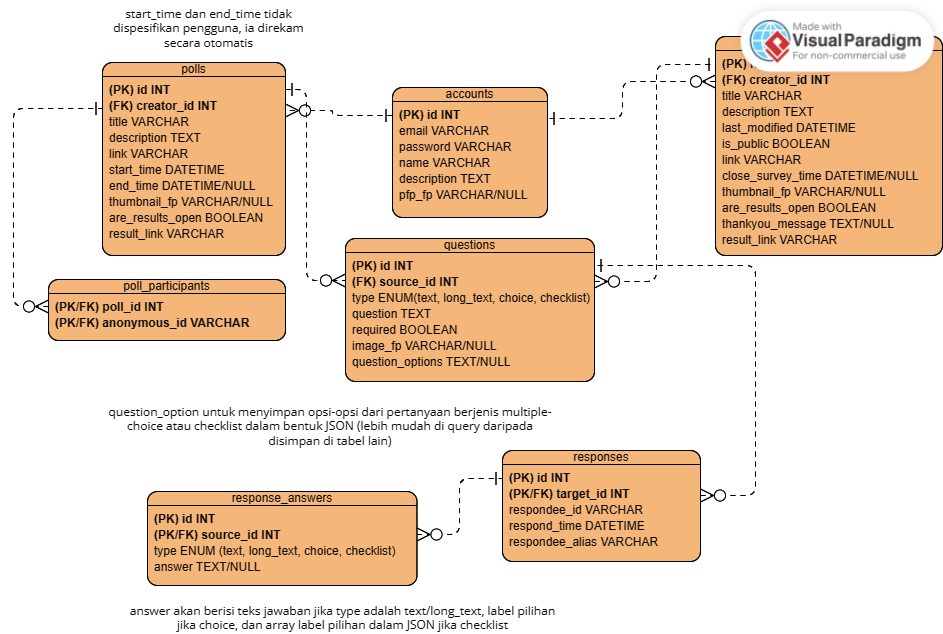 start_time dan end_time tidak
dispesifikan pengguna, ia direkam
secara otomatis
Made with
Visual Paradigm
For non-commercial use
polls
(PK) id INT
(FK) creator_id INT
title VARCHAR
description TEXT
link VARCHAR
start_time DATETIME
end_time DATETIME/NULL
thumbnail_fp VARCHAR/NULL
are_results_open BOOLEAN
result_link VARCHAR
accounts
(PK) id INT
email VARCHAR
password VARCHAR
name VARCHAR
description TEXT
pfp_fp VARCHAR/NULL
(PK)
(FK) creator_id INT
title VARCHAR
description TEXT
last_modified DATETIME
is_public BOOLEAN
link VARCHAR
close_survey_time DATETIME/NULL
thumbnail_fp VARCHAR/NULL
are_results_open BOOLEAN
thankyou_message TEXT/NULL
result_link VARCHAR
questions
(PK) id INT
(FK) source_id INT
type ENUM(text, long_text, choice, checklist)
question TEXT
required BOOLEAN
image_fp VARCHAR/NULL
question_options TEXT/NULL
poll_participants
(PK/FK) poll_id INT
(PK/FK) anonymous_id VARCHAR
question_option untuk menyimpan opsi-opsi dari pertanyaan berjenis multiple-
choice atau checklist dalam bentuk JSON (lebih mudah di query daripada
disimpan di tabel lain)
responses
(PK) id INT
(PK/FK) target_id INT
respondee_id VARCHAR
respond_time DATETIME
respondee_alias VARCHAR
response_answers
(PK) id INT
(PK/FK) source_id INT
type ENUM (text, long_text, choice, checklist)
answer TEXT/NULL
answer akan berisi teks jawaban jika type adalah text/long_text, label pilihan
jika choice, dan array label pilihan dalam JSON jika checklist